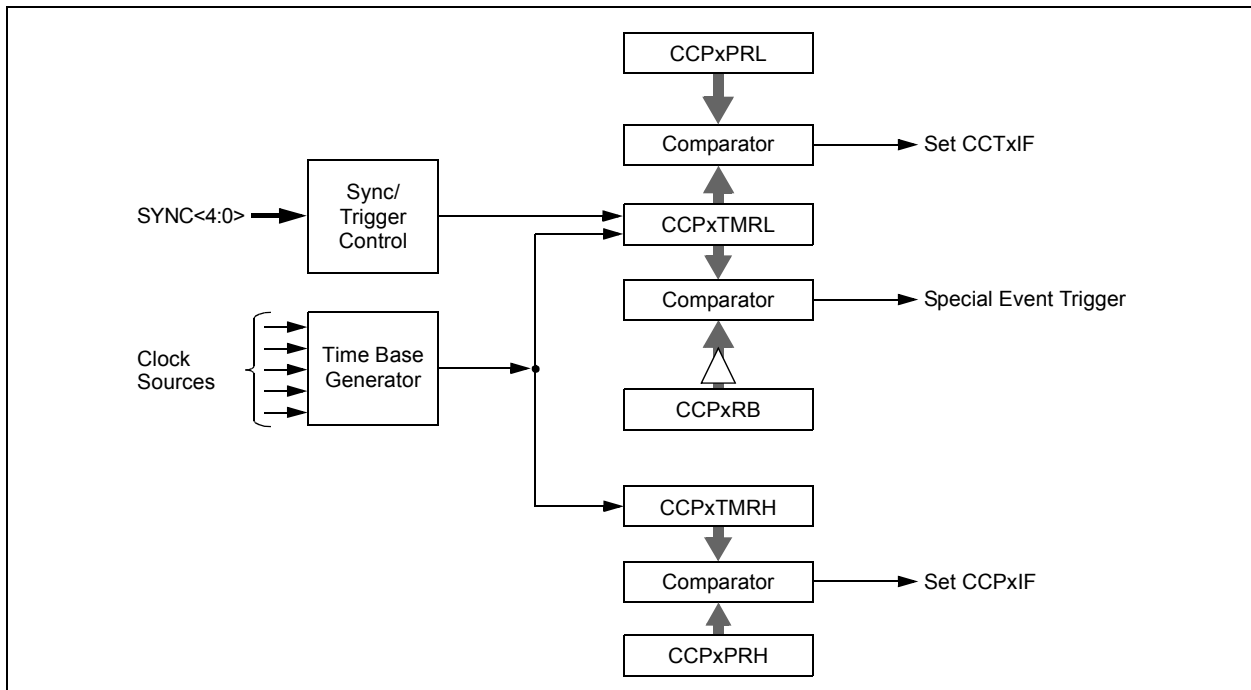 CCPxPRL
Comparator
Set CCTxIF
SYNC<4:0>
Sync/
Trigger
Control
CCPxTMRL
Comparator
Special Event Trigger
Clock
Sources
Time Base
Generator
CCPxRB
CCPxTMRH
Comparator
Set CCPxIF
CCPxPRH